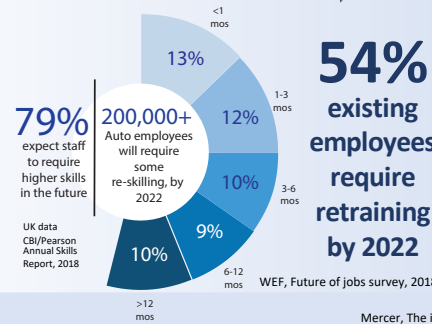 <1
mos
13%
1-3
mos
12%
10%
3-6
mos
9%
6-12
mos
10%
>12
mos
79%
expect staff
to require
higher skills
in the future
UK data
CBI/Pearson
Annual Skills
Report, 2018
200,000+
Auto employees
will require
some
re-skilling, by
2022
54%
existing
employees
require
retraining
by 2022
WEF, Future of jobs survey, 2018
Mercer, The i